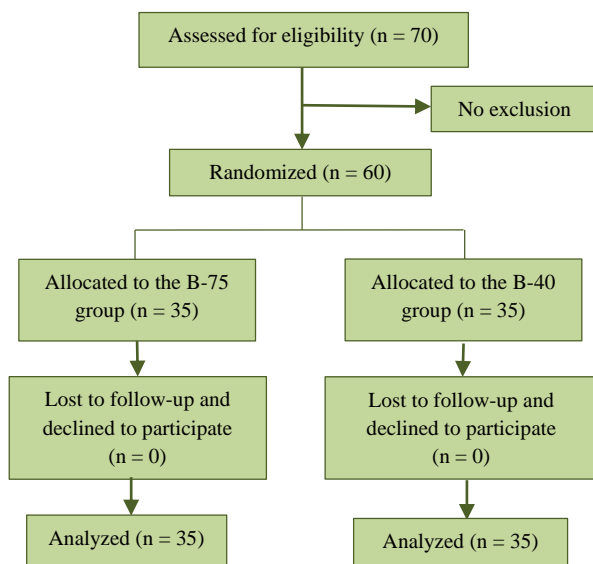 Assessed for eligibility (n = 70)
No exclusion
Randomized (n = 60)
Allocated to the B-75
group (n = 35)
Allocated to the B-40
group (n = 35)
Lost to follow-up and
declined to participate
(n = 0)
Lost to follow-up and
declined to participate
(n = 0)
Analyzed (n = 35)
Analyzed (n = 35)